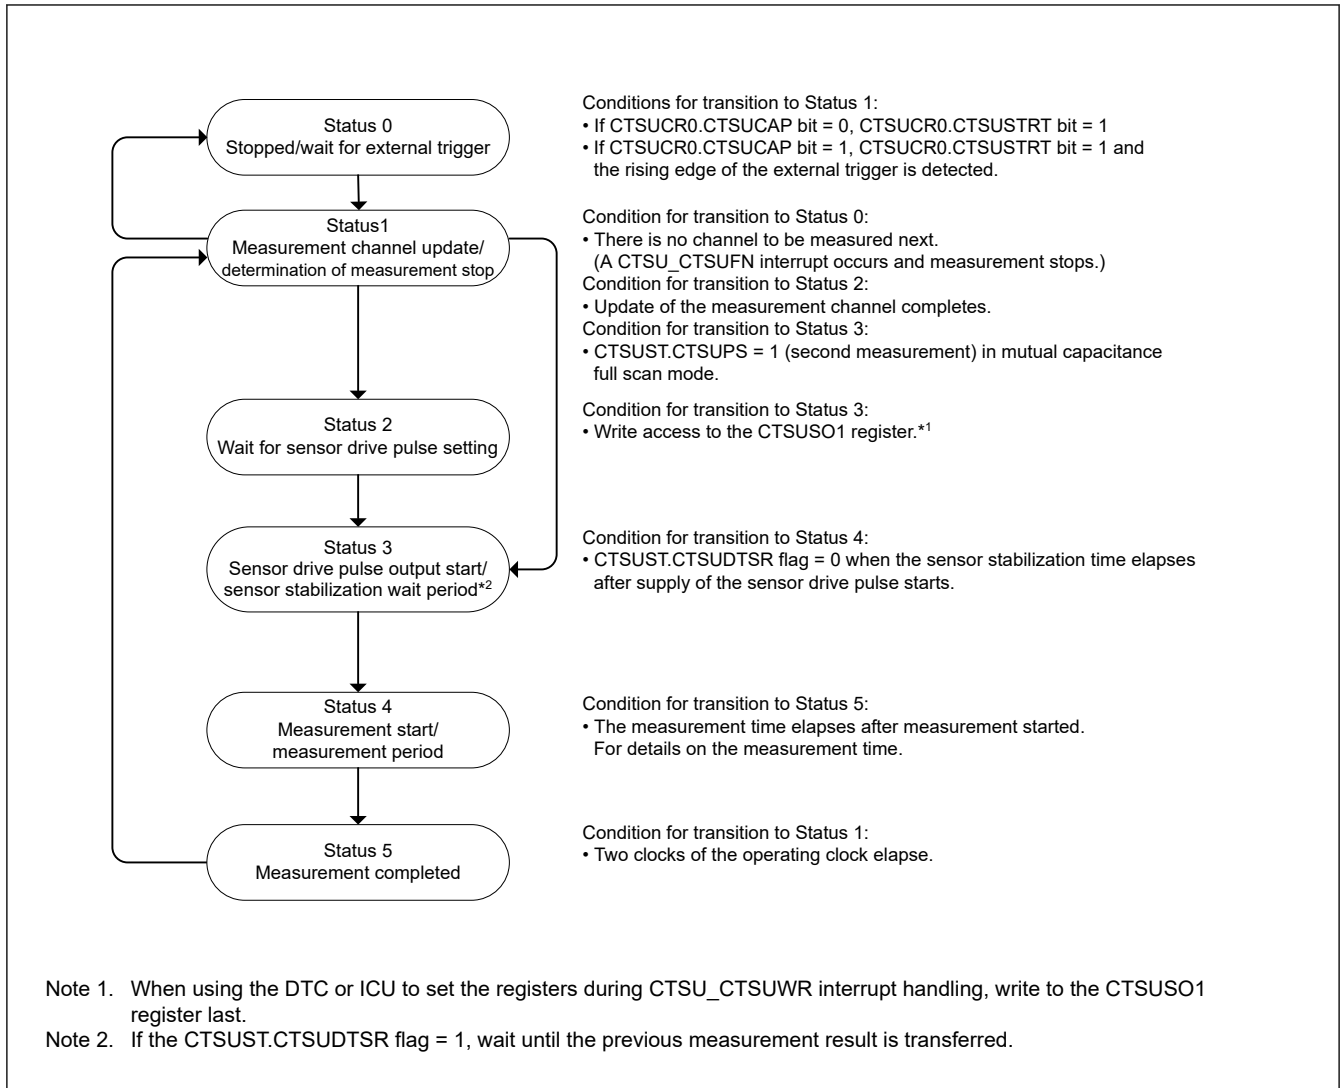 Status 0
Stopped/wait for external trigger
Conditions for transition to Status 1:
• If CTSUCR0.CTSUCAP bit = 0, CTSUCR0.CTSUSTRT bit = 1
• If CTSUCR0.CTSUCAP bit = 1, CTSUCR0.CTSUSTRT bit = 1 and
the rising edge of the external trigger is detected.
Status1
Measurement channel update/
determination of measurement stop
Condition for transition to Status 0:
• There is no channel to be measured next.
(A CTSU_CTSUFN interrupt occurs and measurement stops.)
Condition for transition to Status 2:
• Update of the measurement channel completes.
Condition for transition to Status 3:
• CTSUST.CTSUPS = 1 (second measurement) in mutual capacitance
full scan mode.
Status 2
Wait for sensor drive pulse setting
Condition for transition to Status 3:
• Write access to the CTSUSO1 register.*1
Status 3
Sensor drive pulse output start/
sensor stabilization wait period*2
Condition for transition to Status 4:
• CTSUST.CTSUDTSR flag = 0 when the sensor stabilization time elapses
after supply of the sensor drive pulse starts.
Status 4
Measurement start/
measurement period
Condition for transition to Status 5:
• The measurement time elapses after measurement started.
For details on the measurement time.
Status 5
Measurement completed
Condition for transition to Status 1:
• Two clocks of the operating clock elapse.
Note 1. When using the DTC or ICU to set the registers during CTSU_CTSUWR interrupt handling, write to the CTSUSO1
register last.
Note 2. If the CTSUST.CTSUDTSR flag = 1, wait until the previous measurement result is transferred.